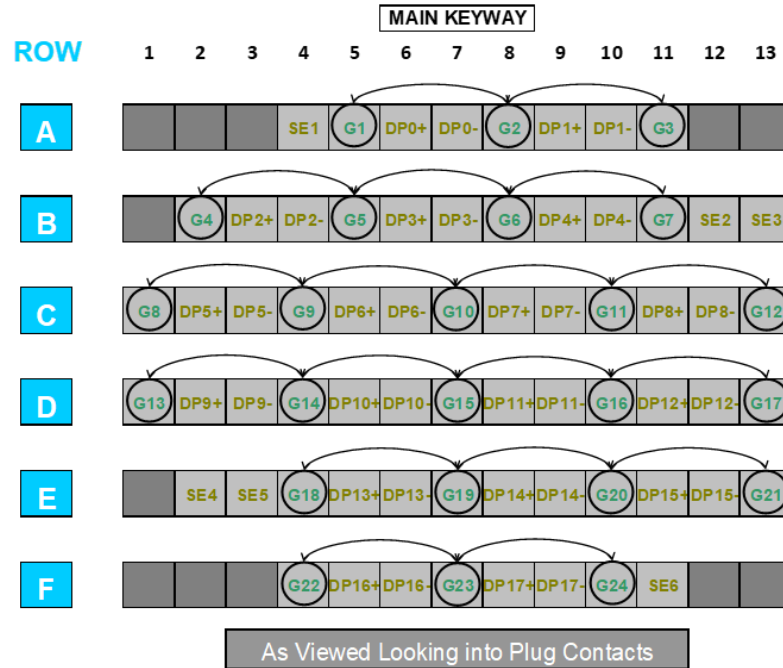 MAIN KEYWAY
ROW 1 2 3 4 5 6 7 8 9 10 11 12 13
A SE1 G1 DP0+ DP0- G2 DP1+ DP1- G3
B G4 DP2+ DP2- G5 DP3+ DP3- G6 DP4+ DP4- G7 SE2 SE3
C G8 DP5+ DP5- G9 DP6+ DP6- G10 DP7+ DP7- G11 DP8+ DP8- G12
D G13 DP9+ DP9- G14 DP10+ DP10- G15 DP11+ DP11- G16 DP12+ DP12- G17
E SE4 SE5 G18 DP13+ DP13- G19 DP14+ DP14- G20 DP15+ DP15- G21
F G22 DP16+ DP16- G23 DP17+ DP17- G24 SE6
As Viewed Looking into Plug Contacts